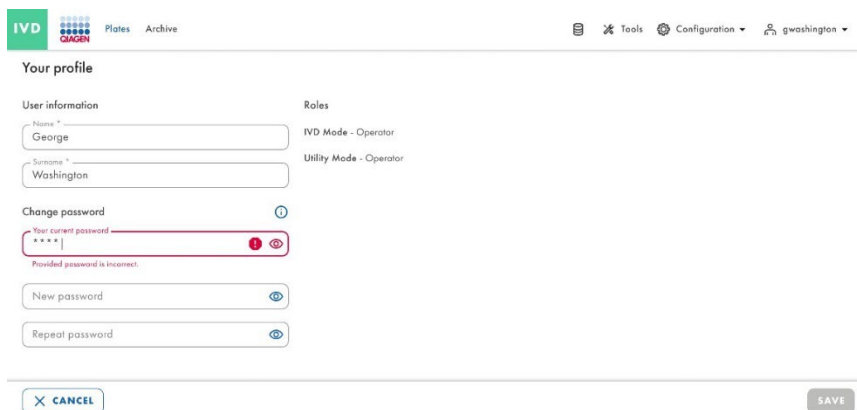 IVD QIAGEN Plates Archive Tools Configuration gwashington
Your profile
User information Roles
Name *
George
IVD Mode - Operator
Surname *
Washington
Utility Mode - Operator
Change password
Your current password
****
Provided password is incorrect.
New password
Repeat password
CANCEL SAVE